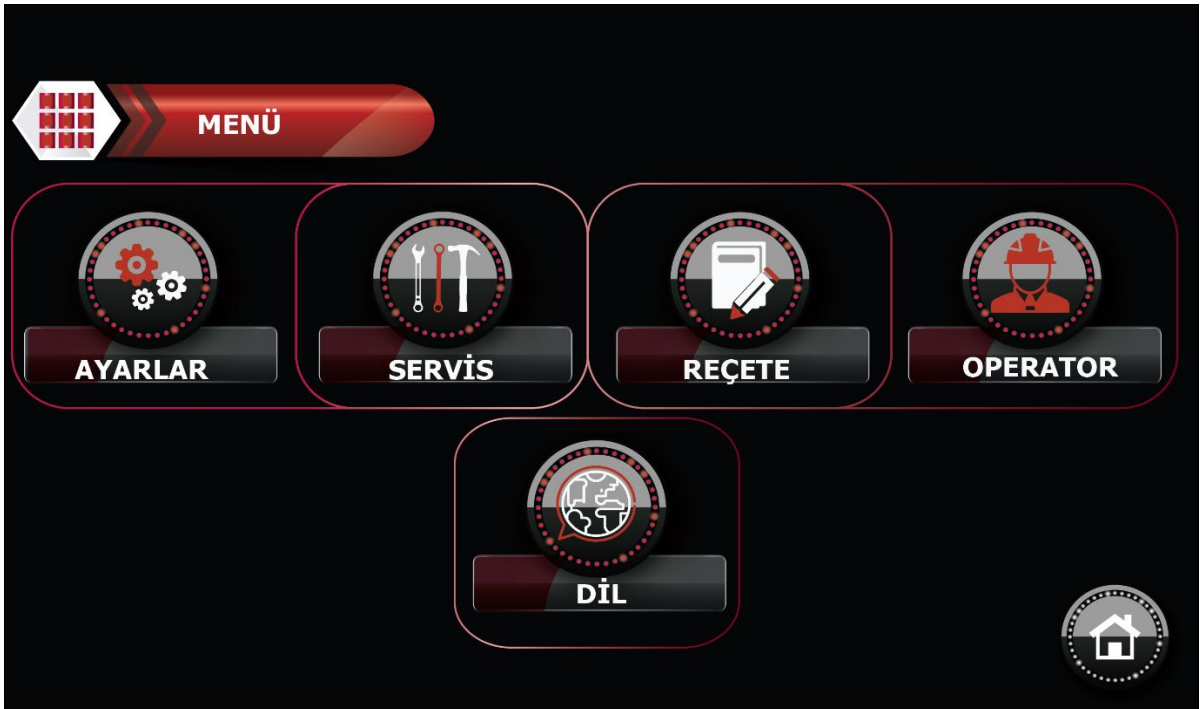 MENÜ
AYARLAR
SERVİS
REÇETE
OPERATOR
DİL